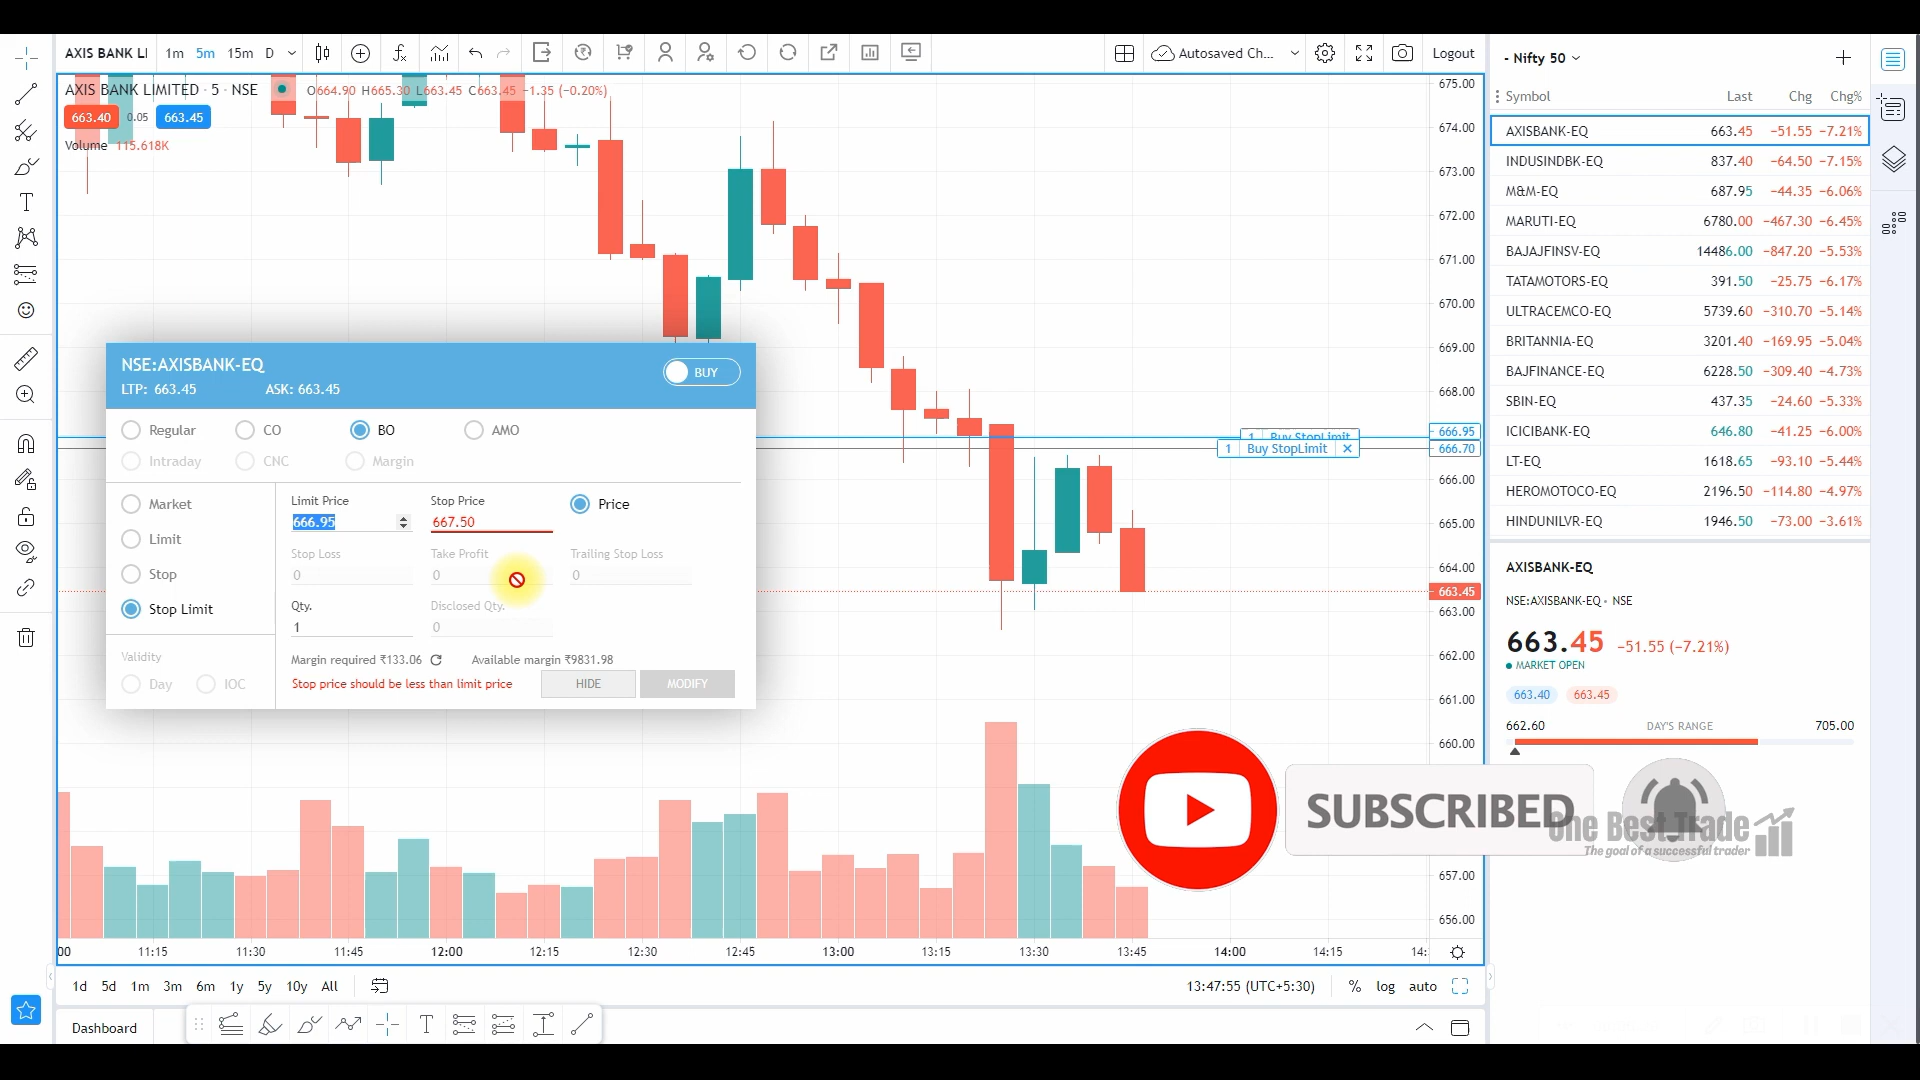 AXIS BANK LI 1m 5m 15m D Autosaved Ch... Logout
AXIS BANK LIMITED · 5 · NSE O664.90 H665.30 L663.45 C663.45 −1.35 (−0.20%)
663.40 0.05 663.45
Volume 115.618K
675.00
674.00
673.00
672.00
671.00
670.00
669.00
668.00
666.95
666.70
666.00
665.00
664.00
663.45
663.00
662.00
661.00
660.00
657.00
656.00
1 Buy StopLimit
1 Buy StopLimit ×
NSE:AXISBANK-EQ
LTP: 663.45 ASK: 663.45
BUY
Regular CO BO AMO
Intraday CNC Margin
Market
Limit
Stop
Stop Limit
Validity
Day IOC
Limit Price Stop Price Price
666.95 667.50
Stop Loss Take Profit Trailing Stop Loss
0 0 0
Qty. Disclosed Qty.
1 0
Margin required ₹133.06 Available margin ₹9831.98
Stop price should be less than limit price HIDE MODIFY
00 11:15 11:30 11:45 12:00 12:15 12:30 12:45 13:00 13:15 13:30 13:45 14:00 14:15 14:
1d 5d 1m 3m 6m 1y 5y 10y All 13:47:55 (UTC+5:30) % log auto
Dashboard
- Nifty 50
Symbol Last Chg Chg%
AXISBANK-EQ 663.45 −51.55 −7.21%
INDUSINDBK-EQ 837.40 −64.50 −7.15%
M&M-EQ 687.95 −44.35 −6.06%
MARUTI-EQ 6780.00 −467.30 −6.45%
BAJAJFINSV-EQ 14486.00 −847.20 −5.53%
TATAMOTORS-EQ 391.50 −25.75 −6.17%
ULTRACEMCO-EQ 5739.60 −310.70 −5.14%
BRITANNIA-EQ 3201.40 −169.95 −5.04%
BAJFINANCE-EQ 6228.50 −309.40 −4.73%
SBIN-EQ 437.35 −24.60 −5.33%
ICICIBANK-EQ 646.80 −41.25 −6.00%
LT-EQ 1618.65 −93.10 −5.44%
HEROMOTOCO-EQ 2196.50 −114.80 −4.97%
HINDUNILVR-EQ 1946.50 −73.00 −3.61%
AXISBANK-EQ
NSE:AXISBANK-EQ • NSE
663.45 −51.55 (−7.21%)
MARKET OPEN
663.40 663.45
662.60 DAY'S RANGE 705.00
SUBSCRIBED
One Best Trade
The goal of a successful trader